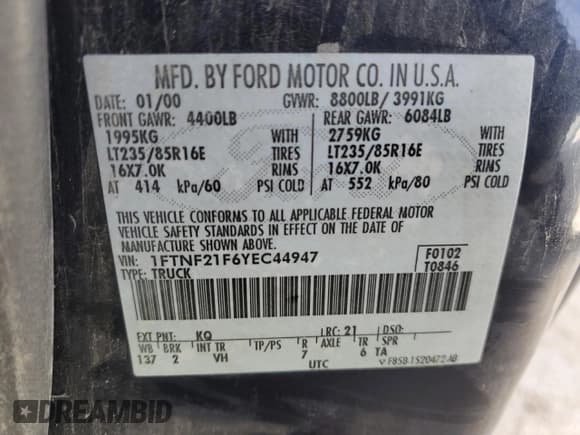 MFD. BY FORD MOTOR CO. IN U.S.A.
DATE: 01/00 GVWR: 8800LB/ 3991KG
FRONT GAWR: 4400LB REAR GAWR: 6084LB
1995KG WITH 2759KG WITH
LT235/85R16E TIRES LT235/85R16E TIRES
16X7.0K RIMS 16X7.0K RIMS
AT 414 kPa/60 PSI COLD AT 552 kPa/80 PSI COLD
THIS VEHICLE CONFORMS TO ALL APPLICABLE FEDERAL MOTOR
VEHICLE SAFETY STANDARDS IN EFFECT ON THE DATE OF
MANUFACTURE SHOWN ABOVE.
VIN: 1FTNF21F6YEC44947 F0102
TYPE: TRUCK T0846
EXT PNT: KQ LRC: 21 DSO:
WB BRK INT TR TP/PS R AXLE TR SPR
137 2 VH 7 6 TA
UTC F85B-1520472-AB
DREAMBID